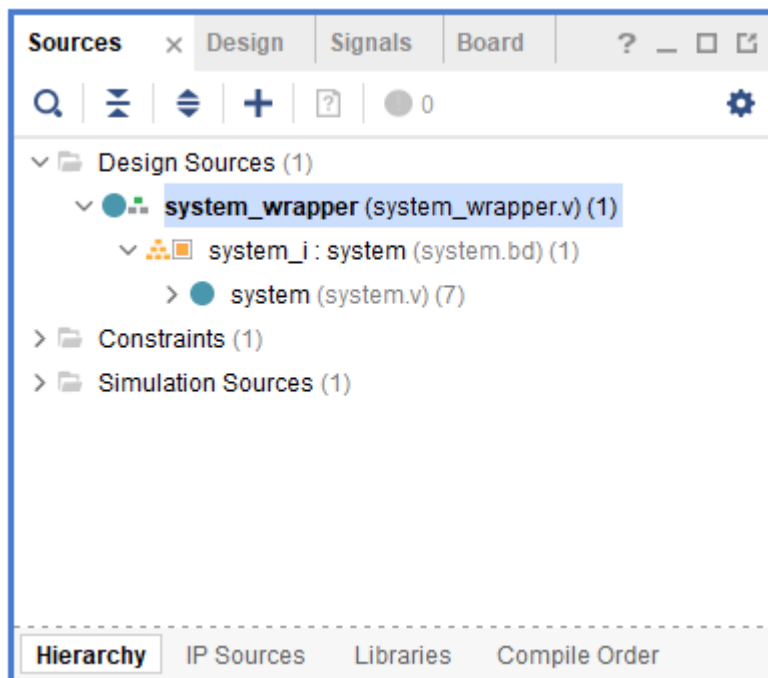 Sources × Design Signals Board ?
? 0
Design Sources (1)
system_wrapper (system_wrapper.v) (1)
system_i : system (system.bd) (1)
system (system.v) (7)
Constraints (1)
Simulation Sources (1)
Hierarchy IP Sources Libraries Compile Order